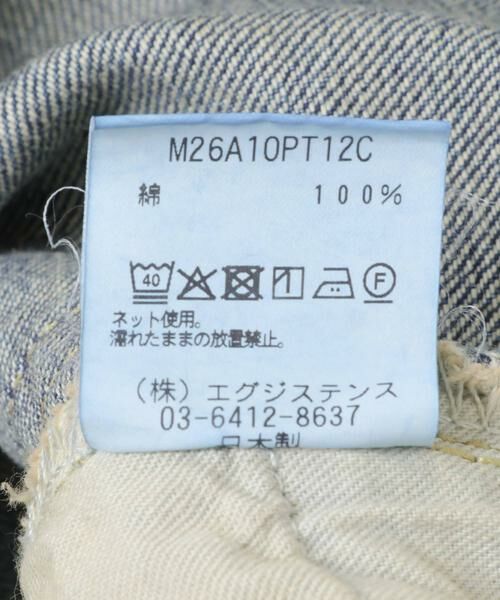 M26A10PT12C
綿 100%
40 F
ネット使用。
濡れたままの放置禁止。
(株)エグジステンス
03-6412-8637
日本製